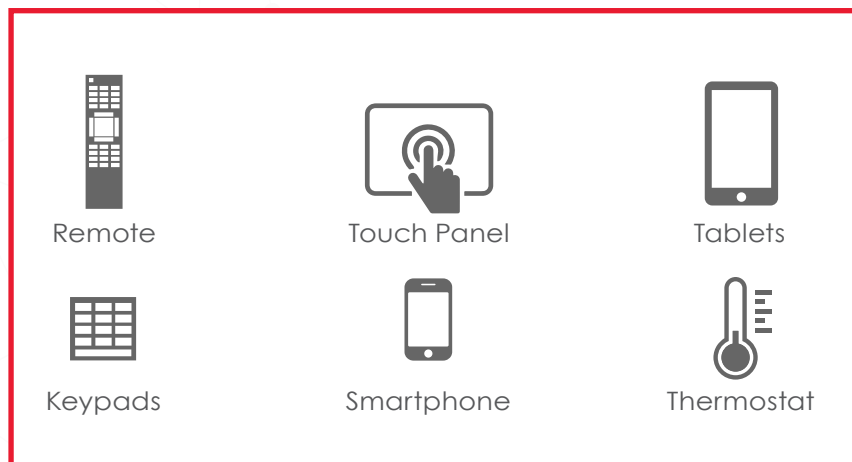 Remote
Touch Panel
Tablets
Keypads
Smartphone
Thermostat